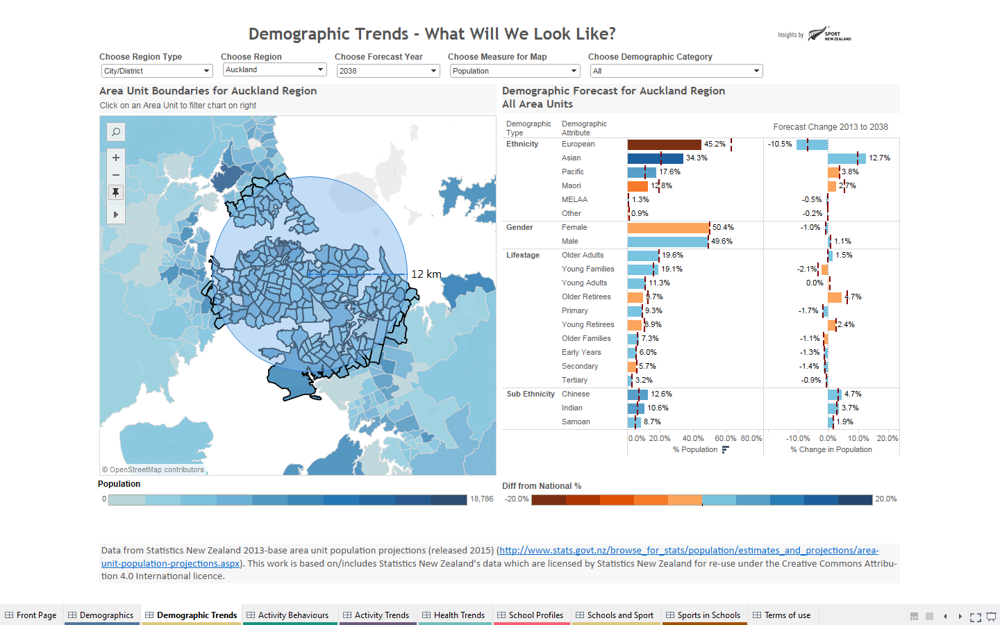 Demographic Trends - What Will We Look Like?
Insights by SPORT NEW ZEALAND
Choose Region Type
City/District
Choose Region
Auckland
Choose Forecast Year
2038
Choose Measure for Map
Population
Choose Demographic Category
All
Area Unit Boundaries for Auckland Region
Click on an Area Unit to filter chart on right
12 km
© OpenStreetMap contributors
Population
0
18,786
Demographic Forecast for Auckland Region
All Area Units
Demographic Type
Demographic Attribute
Forecast Change 2013 to 2038
Ethnicity European 45.2% -10.5%
Asian 34.3% 12.7%
Pacific 17.6% 3.8%
Maori 12.8% 2.7%
MELAA 1.3% -0.5%
Other 0.9% -0.2%
Gender Female 50.4% -1.0%
Male 49.6% 1.1%
Lifestage Older Adults 19.6% 1.5%
Young Families 19.1% -2.1%
Young Adults 11.3% 0.0%
Older Retirees 9.7% 4.7%
Primary 9.3% -1.7%
Young Retirees 8.9% 2.4%
Older Families 7.3% -1.1%
Early Years 6.0% -1.3%
Secondary 5.7% -1.4%
Tertiary 3.2% -0.9%
Sub Ethnicity Chinese 12.6% 4.7%
Indian 10.6% 3.7%
Samoan 8.7% 1.9%
0.0% 20.0% 40.0% 60.0% 80.0% -10.0% 0.0% 10.0% 20.0%
% Population % Change in Population
Diff from National %
-20.0% 20.0%
Data from Statistics New Zealand 2013-base area unit population projections (released 2015) (http://www.stats.govt.nz/browse_for_stats/population/estimates_and_projections/area-
unit-population-projections.aspx). This work is based on/includes Statistics New Zealand's data which are licensed by Statistics New Zealand for re-use under the Creative Commons Attribu-
tion 4.0 International licence.
Front Page Demographics Demographic Trends Activity Behaviours Activity Trends Health Trends School Profiles Schools and Sport Sports in Schools Terms of use